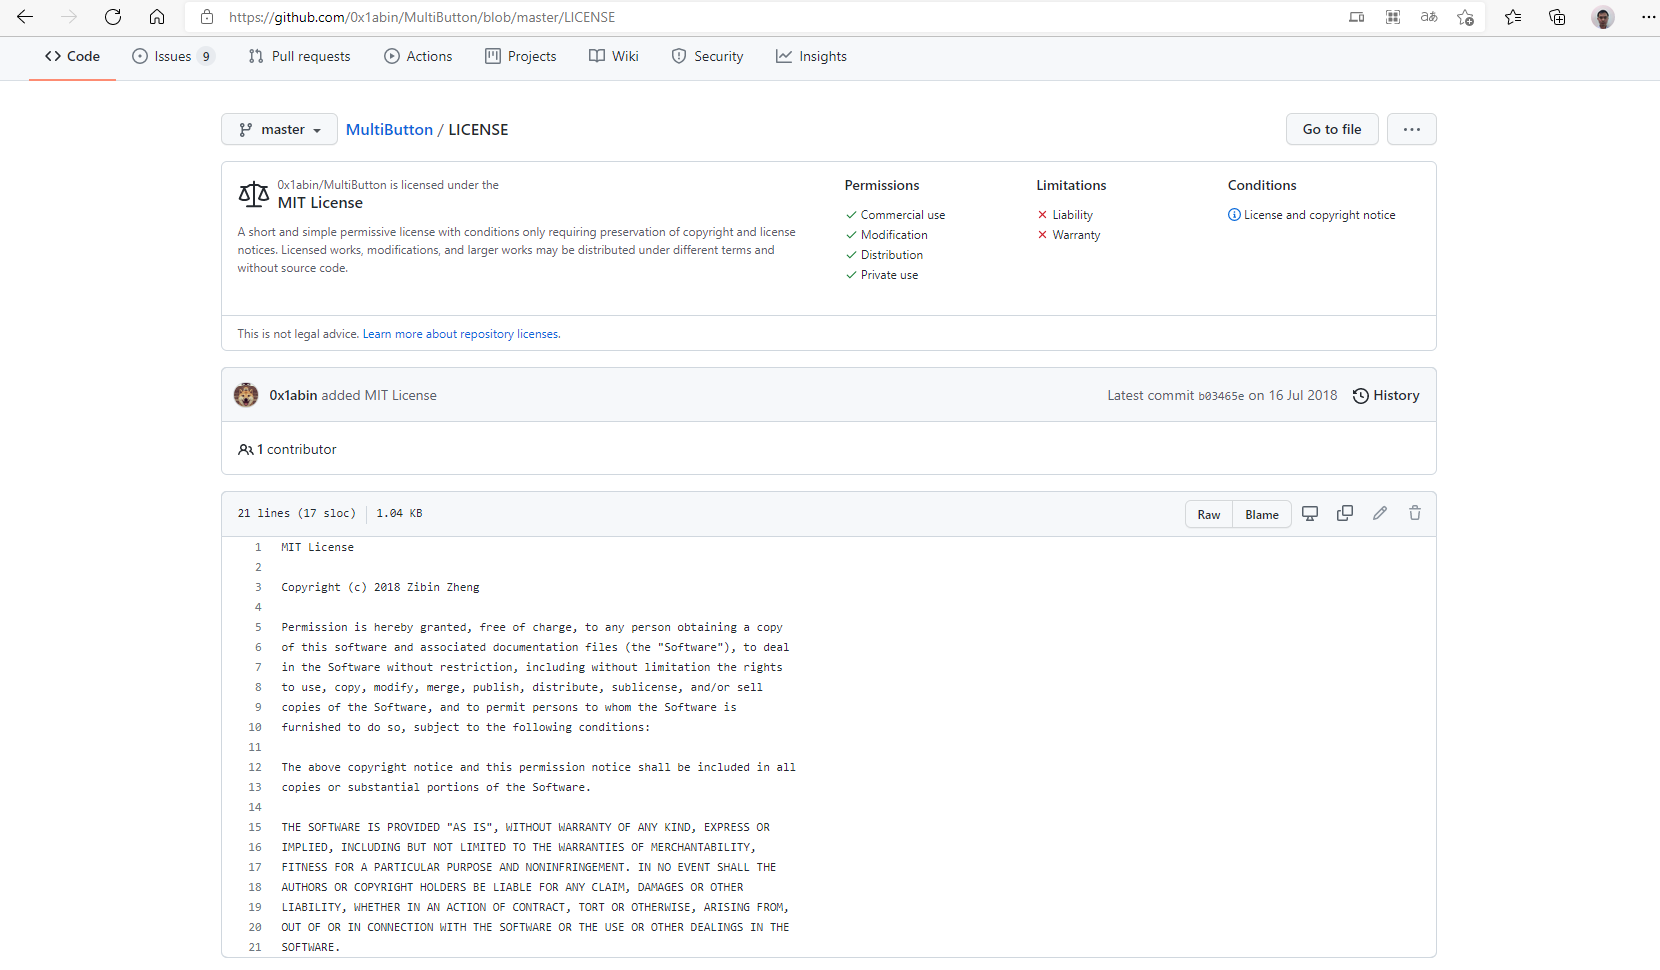 https://github.com/0x1abin/MultiButton/blob/master/LICENSE
aあ
Code
Issues 9
Pull requests
Actions
Projects
Wiki
Security
Insights
master
MultiButton / LICENSE
Go to file
0x1abin/MultiButton is licensed under the
MIT License
A short and simple permissive license with conditions only requiring preservation of copyright and license
notices. Licensed works, modifications, and larger works may be distributed under different terms and
without source code.
Permissions
Commercial use
Modification
Distribution
Private use
Limitations
Liability
Warranty
Conditions
License and copyright notice
This is not legal advice. Learn more about repository licenses.
0x1abin added MIT License
Latest commit b03465e on 16 Jul 2018
History
1 contributor
21 lines (17 sloc)
1.04 KB
Raw
Blame
1 MIT License
2
3 Copyright (c) 2018 Zibin Zheng
4
5 Permission is hereby granted, free of charge, to any person obtaining a copy
6 of this software and associated documentation files (the "Software"), to deal
7 in the Software without restriction, including without limitation the rights
8 to use, copy, modify, merge, publish, distribute, sublicense, and/or sell
9 copies of the Software, and to permit persons to whom the Software is
10 furnished to do so, subject to the following conditions:
11
12 The above copyright notice and this permission notice shall be included in all
13 copies or substantial portions of the Software.
14
15 THE SOFTWARE IS PROVIDED "AS IS", WITHOUT WARRANTY OF ANY KIND, EXPRESS OR
16 IMPLIED, INCLUDING BUT NOT LIMITED TO THE WARRANTIES OF MERCHANTABILITY,
17 FITNESS FOR A PARTICULAR PURPOSE AND NONINFRINGEMENT. IN NO EVENT SHALL THE
18 AUTHORS OR COPYRIGHT HOLDERS BE LIABLE FOR ANY CLAIM, DAMAGES OR OTHER
19 LIABILITY, WHETHER IN AN ACTION OF CONTRACT, TORT OR OTHERWISE, ARISING FROM,
20 OUT OF OR IN CONNECTION WITH THE SOFTWARE OR THE USE OR OTHER DEALINGS IN THE
21 SOFTWARE.